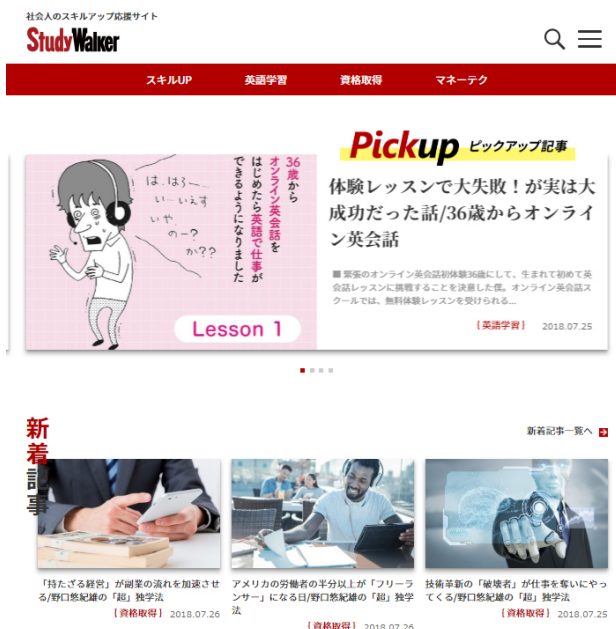 社会人のスキルアップ応援サイト
StudyWalker
スキルUP 英語学習 資格取得 マネーテク
36歳から
オンライン英会話を
はじめたら英語で仕事が
できるようになりました
は、はろ〜
い…いえす
いや、
のー?
か??
Lesson 1
Pickup ピックアップ記事
体験レッスンで大失敗！が実は大
成功だった話/36歳からオンライ
ン英会話
■ 緊張のオンライン英会話初体験36歳にして、生まれて初めて英
会話レッスンに挑戦することを決意した僕。オンライン英会話ス
クールでは、無料体験レッスンを受けられる...
[英語学習] 2018.07.25
新着記事
新着記事一覧へ
「持たざる経営」が副業の流れを加速させ
る/野口悠紀雄の「超」独学法
[資格取得] 2018.07.26
アメリカの労働者の半分以上が「フリーラ
ンサー」になる日/野口悠紀雄の「超」独学
法
[資格取得] 2018.07.26
技術革新の「破壊者」が仕事を奪いにやっ
てくる/野口悠紀雄の「超」独学法
[資格取得] 2018.07.25